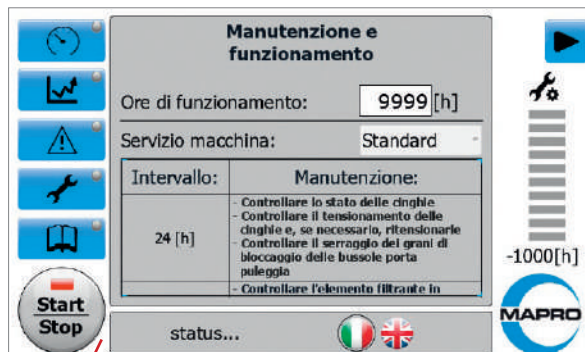 Manutenzione e
funzionamento
Ore di funzionamento: 9999 [h]
Servizio macchina: Standard
Intervallo: Manutenzione:
24 [h]
- Controllare lo stato delle cinghie
- Controllare il tensionamento delle
cinghie e, se necessario, ritensionarle
- Controllare il serraggio dei grani di
bloccaggio delle bussole porta
puleggia
- Controllare l'elemento filtrante in
-1000[h]
MAPRO
Start
Stop
status...